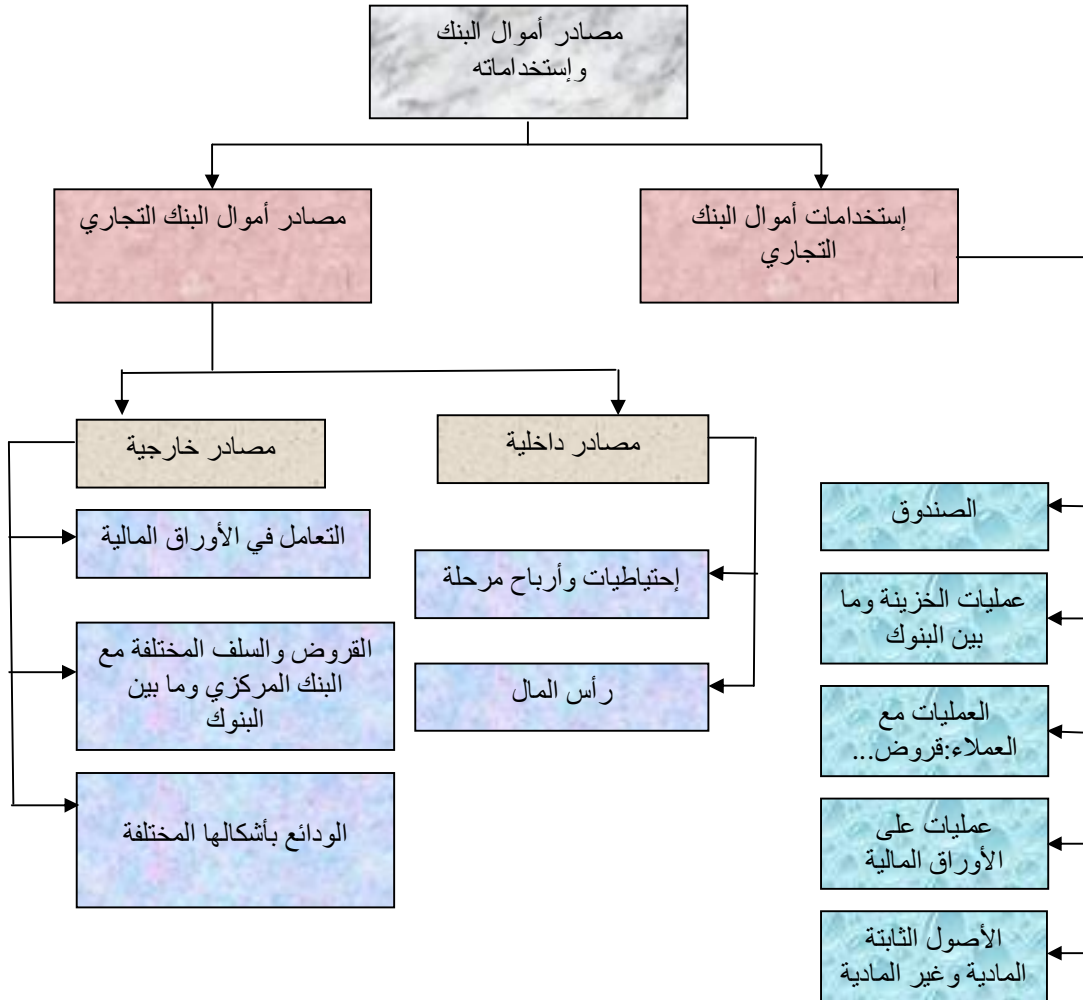 مصادر أموال البنك
وإستخداماته
إستخدامات أموال البنك
التجاري
مصادر أموال البنك التجاري
مصادر داخلية
مصادر خارجية
الصندوق
عمليات الخزينة وما
بين البنوك
العمليات مع
العملاء:قروض...
عمليات على
الأوراق المالية
الأصول الثابتة
المادية وغير المادية
إحتياطيات وأرباح مرحلة
رأس المال
التعامل في الأوراق المالية
القروض والسلف المختلفة مع
البنك المركزي وما بين
البنوك
الودائع بأشكالها المختلفة